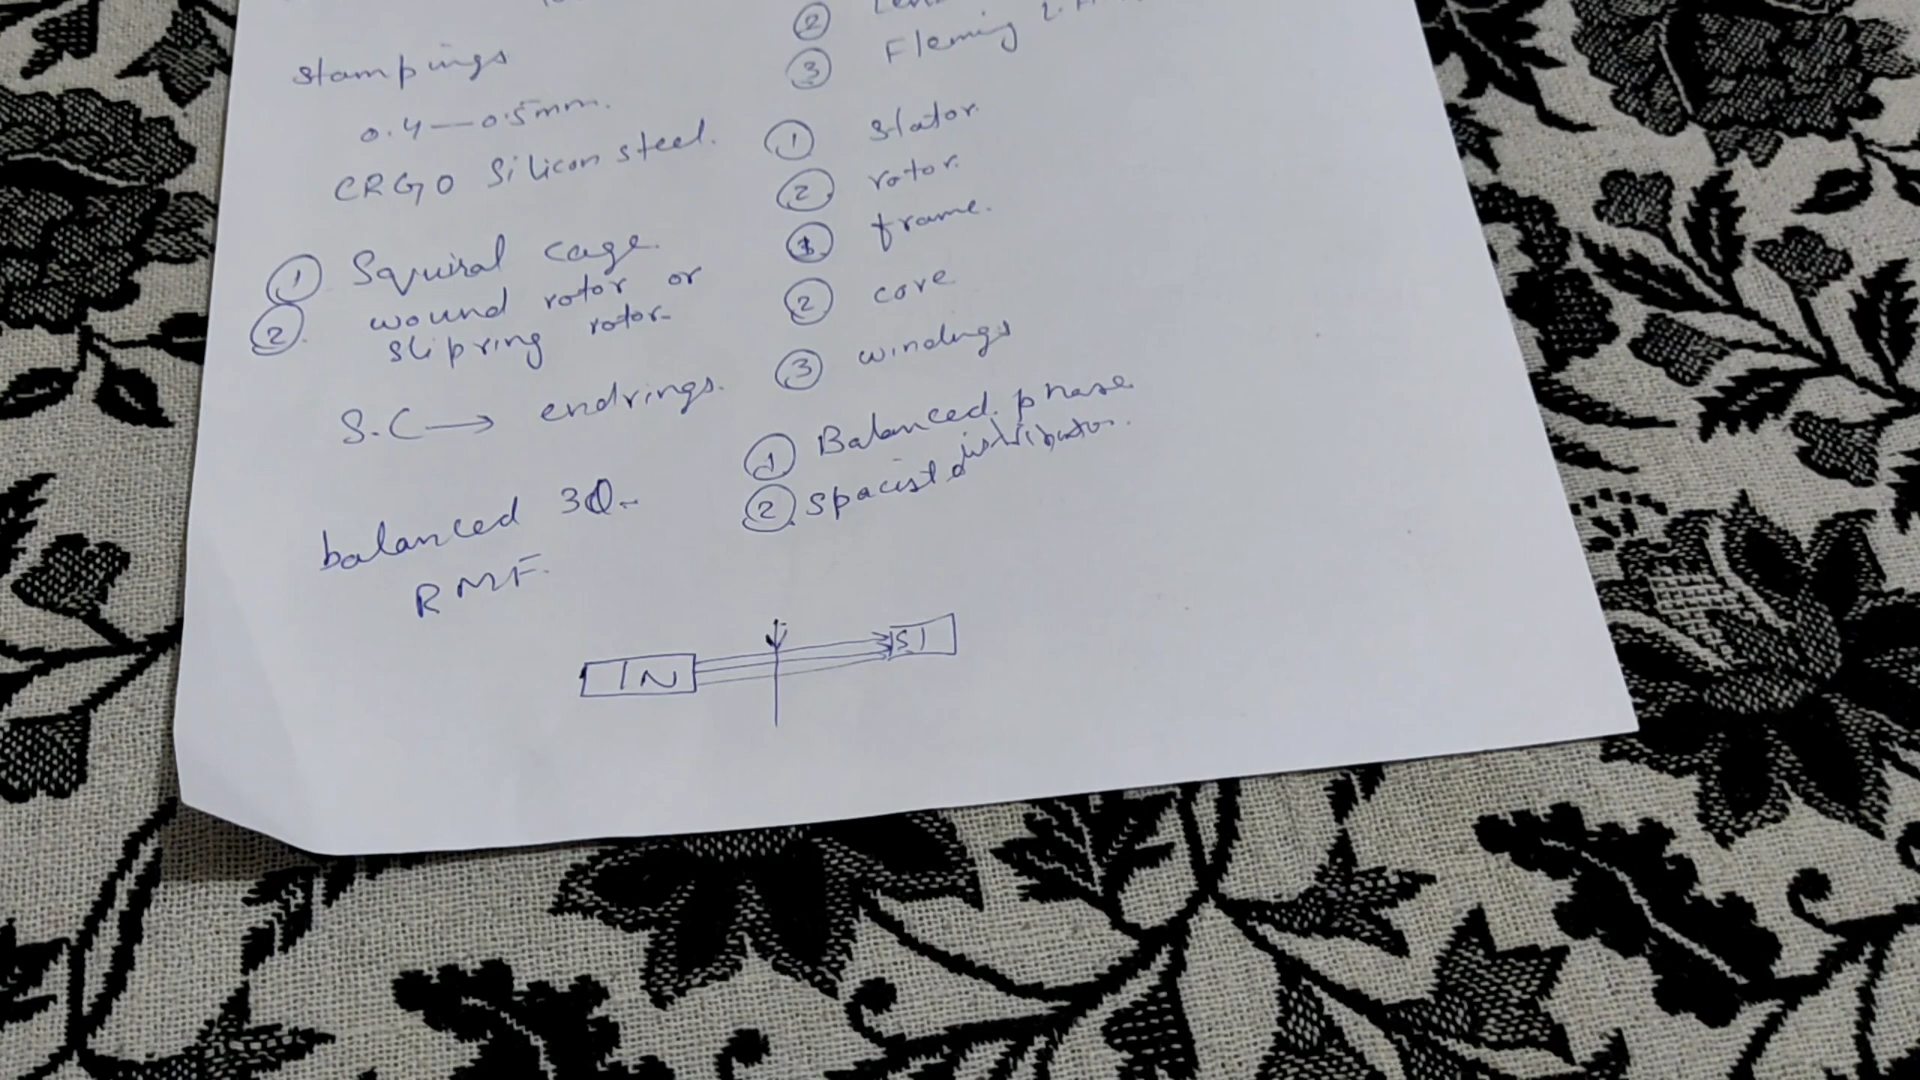 stampings
0.4—0.5mm.
CRGO Silicon steel.
① Squiral cage.
② wound rotor or
slipring rotor.
S.C → endrings.
balanced 3Φ
RMF.
②
③ Fleming
① stator.
② rotor.
① frame.
② core
③ windings
① Balanced phase
②
N S